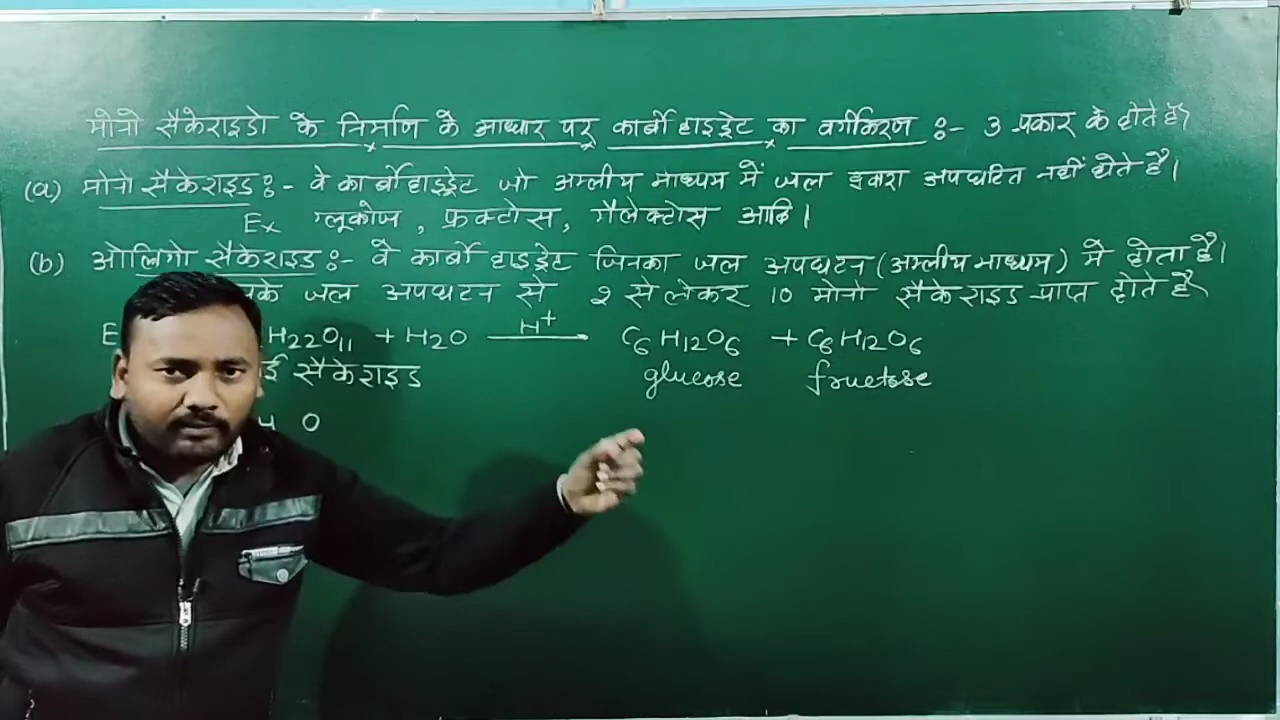 मोनो सैकेराइडो के निर्माण के आधार पर कार्बोहाइड्रेट का वर्गीकरण :- 3 प्रकार के होते हैं
(a) मोनो सैकेराइड :- वे कार्बोहाइड्रेट जो अम्लीय माध्यम में जल द्वारा अपघटित नहीं होते है।
Ex ग्लूकोज, फ्रक्टोस, गैलेक्टोस आदि।
(b) ओलिगो सैकेराइड :- वे कार्बोहाइड्रेट जिनका जल अपघटन (अम्लीय माध्यम) में होता है।
नके जल अपघटन से 2 से लेकर 10 मोनो सैकेराइड प्राप्त होते है
E H22O11 + H2O H+ C6H12O6 + C6H12O6
ई सैकेराइड glucose fructose
O